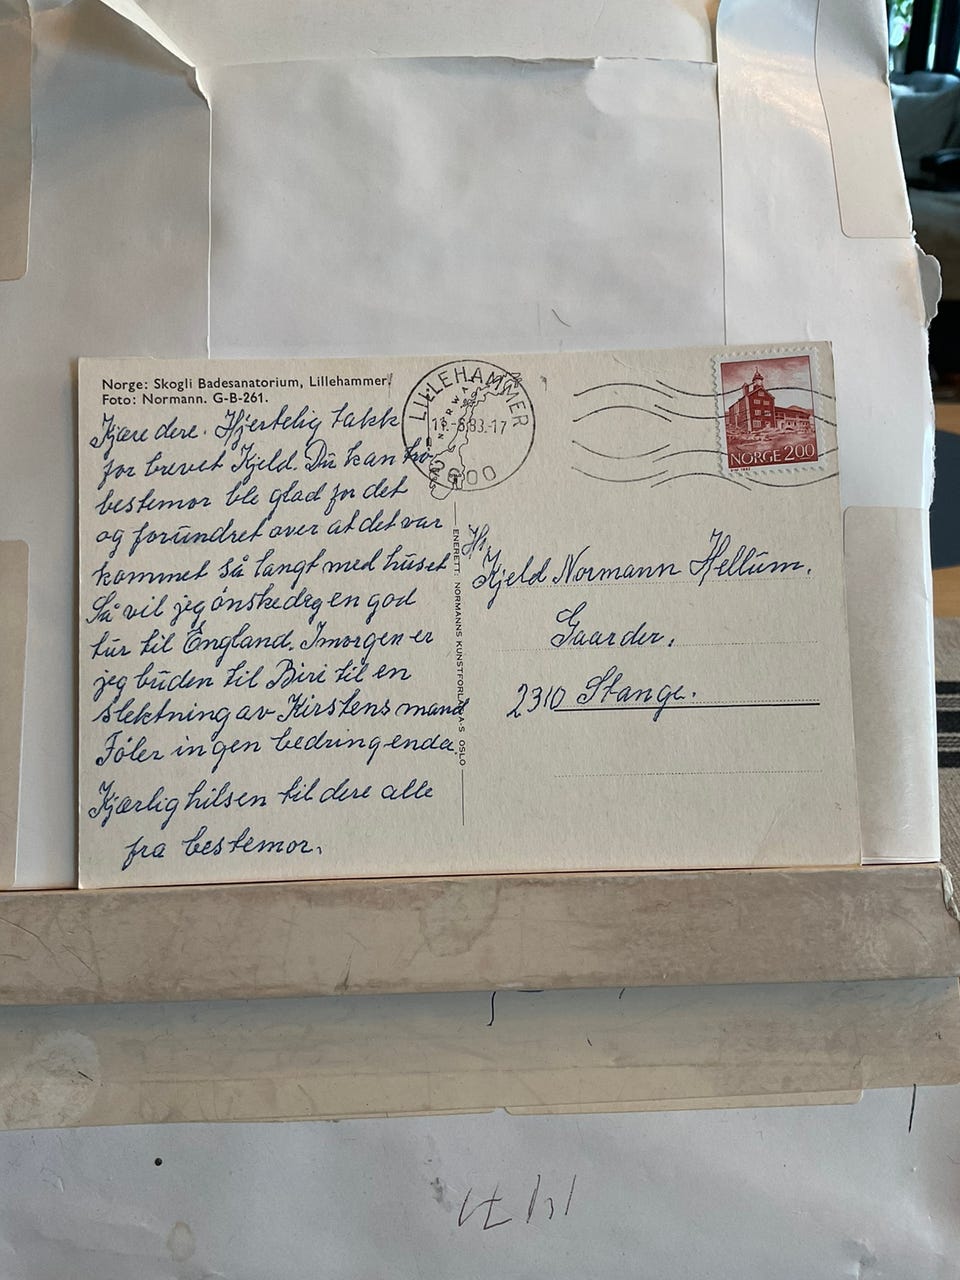 Norge: Skogli Badesanatorium, Lillehammer.
Foto: Normann. G-B-261.
Kjære dere. Hjertelig takk
for brevet Kjeld. Du kan tro
bestemor ble glad for det
og forundret over at det var
kommet så langt med huset
Så vil jeg ønske deg en god
tur til England. Imorgen er
jeg buden til Biri til en
slektning av Kirstens mand
Føler ingen bedring enda.
Kjærlig hilsen til dere alle
fra bestemor.
LILLEHAMMER
NORWAY
83-17
NORGE 200
ENERETT: NORMANNS KUNSTFORLAG A-S OSLO
Hr.
Kjeld Normann Hellum.
Gaarder.
2310 Stange.